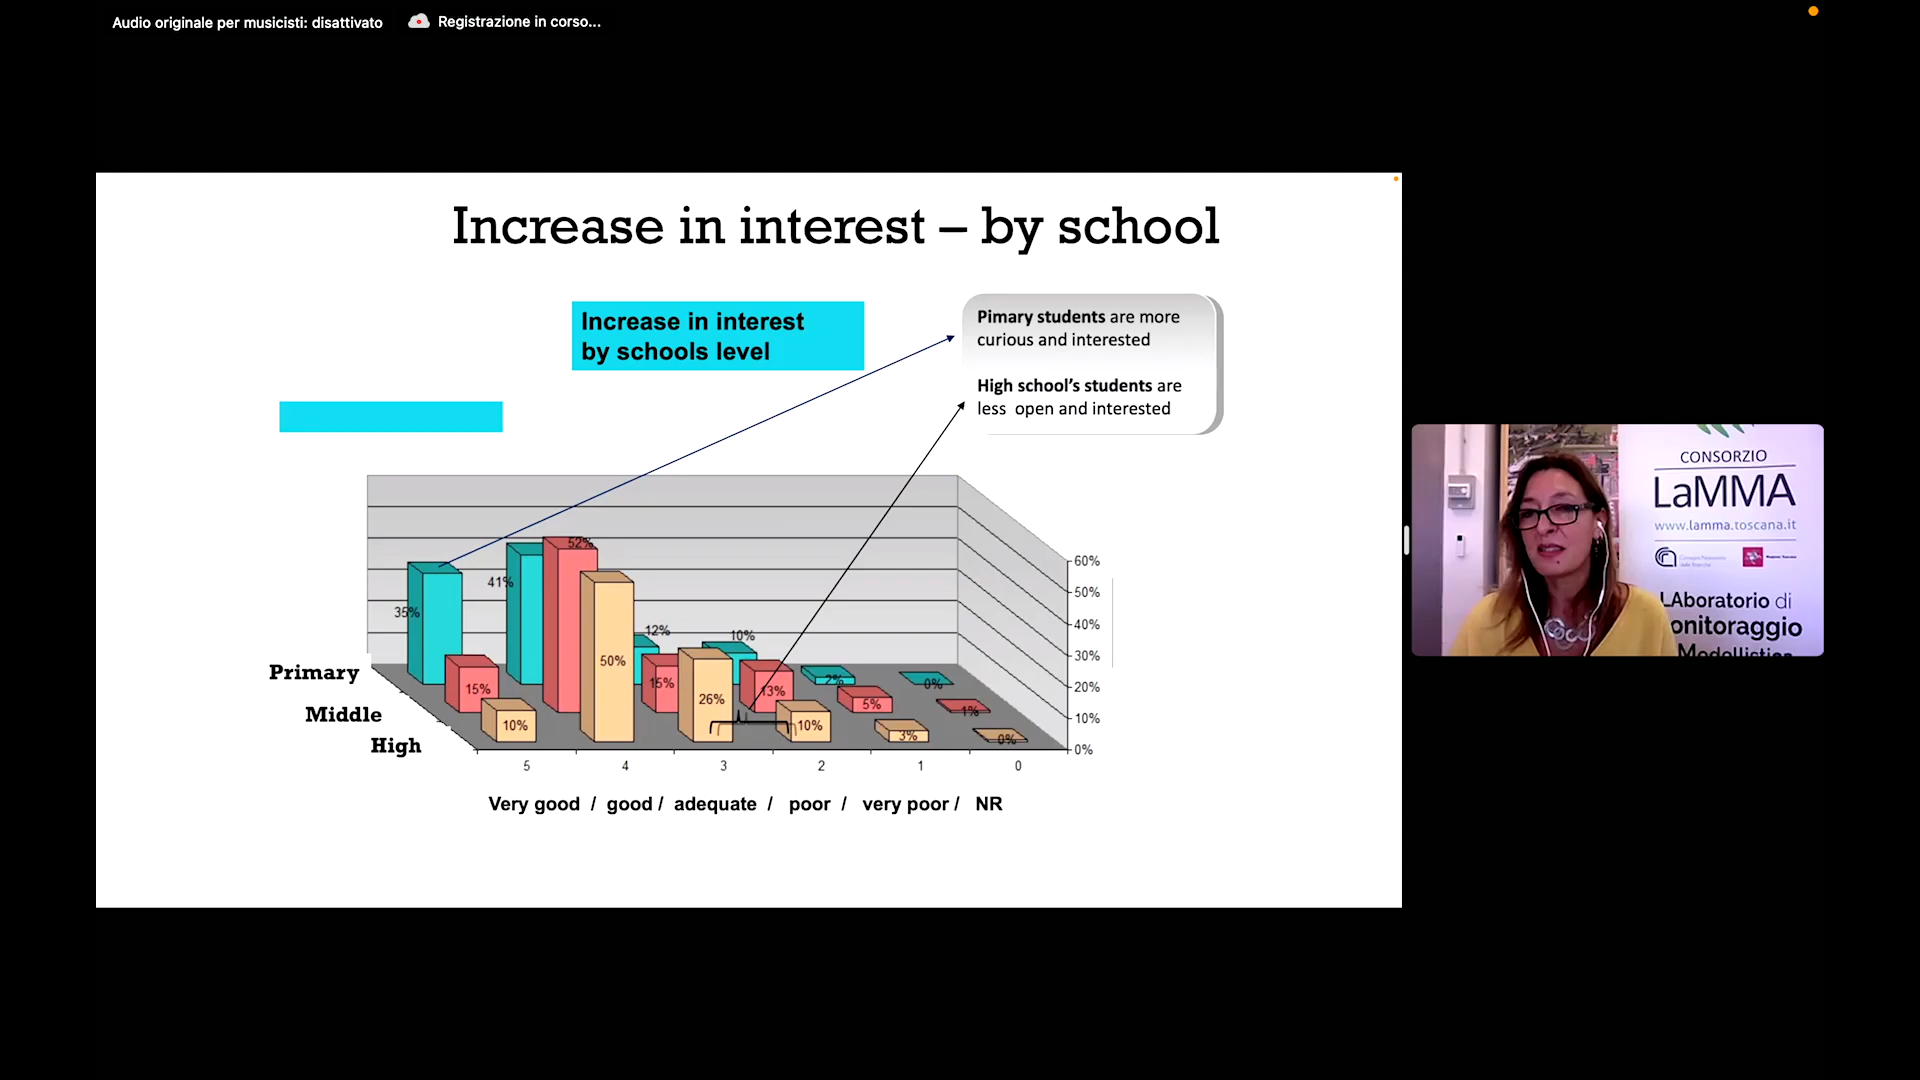 Audio originale per musicisti: disattivato
Registrazione in corso...
Increase in interest – by school
Increase in interest
by schools level
Pimary students are more
curious and interested
High school's students are
less open and interested
52%
41%
35%
12%
10%
50%
15%
13%
26%
15%
2%
0%
5%
1%
10%
10%
3%
0%
60%
50%
40%
30%
20%
10%
0%
Primary
Middle
High
5 4 3 2 1 0
Very good / good / adequate / poor / very poor / NR
CONSORZIO
LaMMA
www.lamma.toscana.it
LAboratorio di
onitoraggio
Modellistica